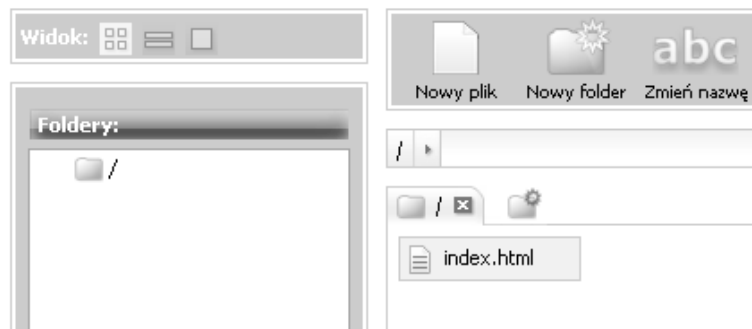 Widok:
abc
Nowy plik Nowy folder Zmień nazwę
Foldery:
/
/
/
index.html